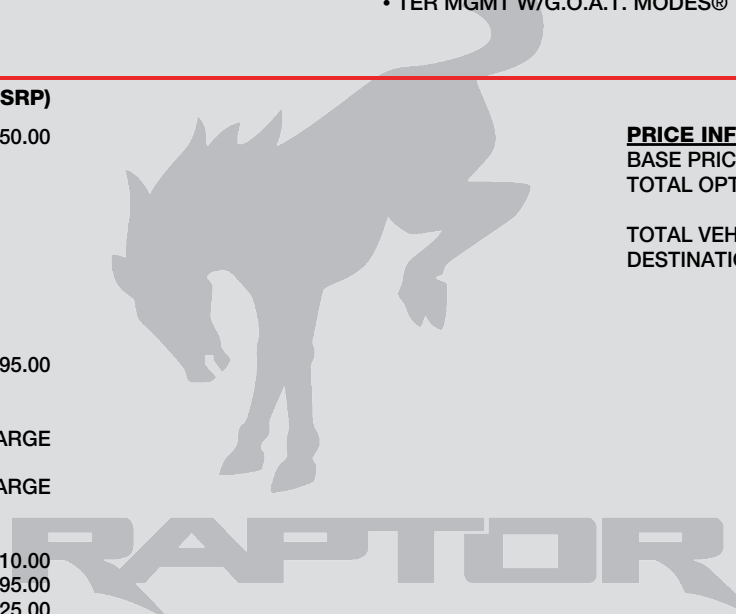 • TER MGMT W/G.O.A.T. MODES®
SRP)
50.00
PRICE INF
BASE PRIC
TOTAL OPT
TOTAL VEH
DESTINATI
95.00
ARGE
ARGE
RAPTOR
10.00
95.00
25.00